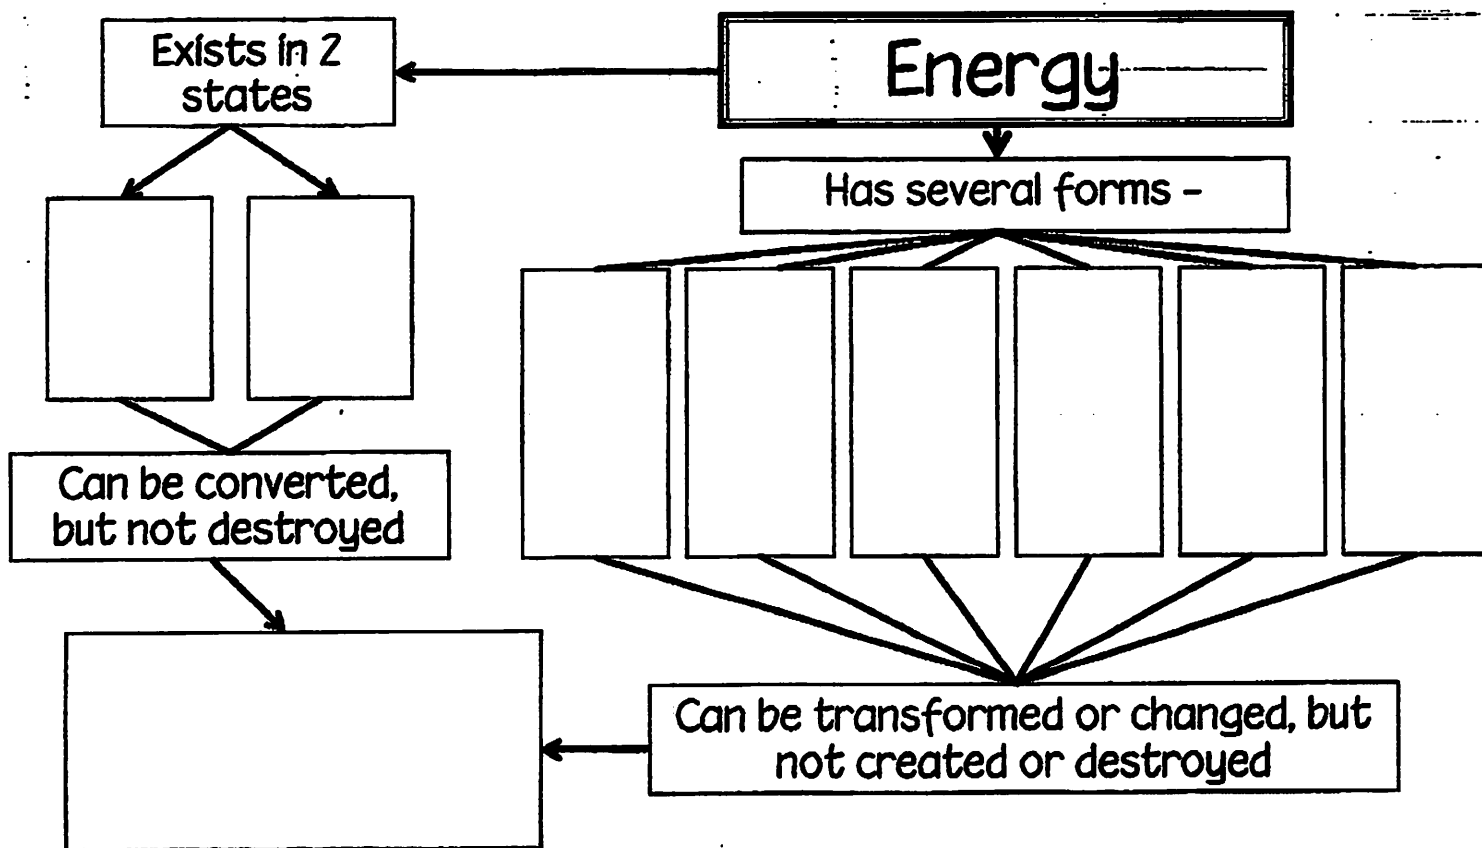 Energy
Exists in 2
states
Has several forms –
Can be converted,
but not destroyed
Can be transformed or changed, but
not created or destroyed